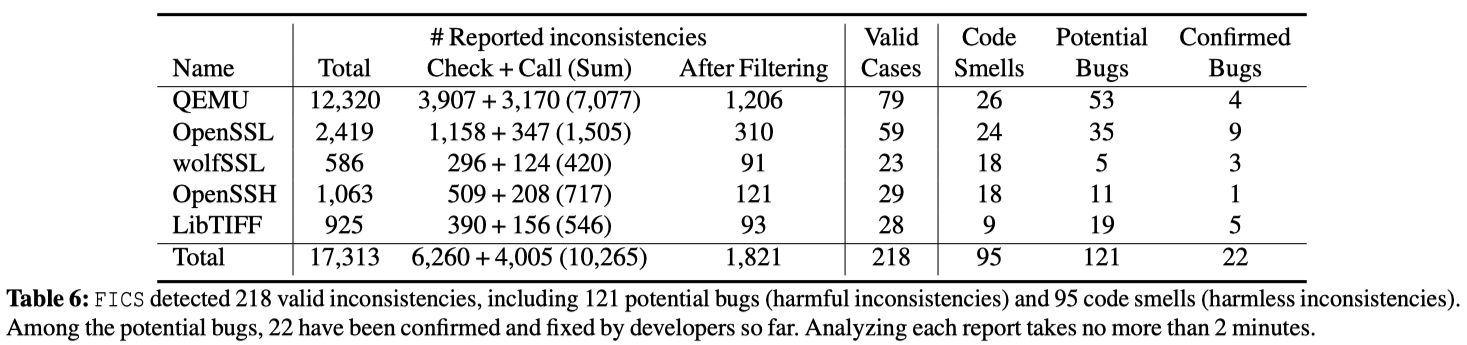 # Reported inconsistencies Valid Code Potential Confirmed
Name Total Check + Call (Sum) After Filtering Cases Smells Bugs Bugs
QEMU 12,320 3,907 + 3,170 (7,077) 1,206 79 26 53 4
OpenSSL 2,419 1,158 + 347 (1,505) 310 59 24 35 9
wolfSSL 586 296 + 124 (420) 91 23 18 5 3
OpenSSH 1,063 509 + 208 (717) 121 29 18 11 1
LibTIFF 925 390 + 156 (546) 93 28 9 19 5
Total 17,313 6,260 + 4,005 (10,265) 1,821 218 95 121 22
Table 6: FICS detected 218 valid inconsistencies, including 121 potential bugs (harmful inconsistencies) and 95 code smells (harmless inconsistencies).
Among the potential bugs, 22 have been confirmed and fixed by developers so far. Analyzing each report takes no more than 2 minutes.